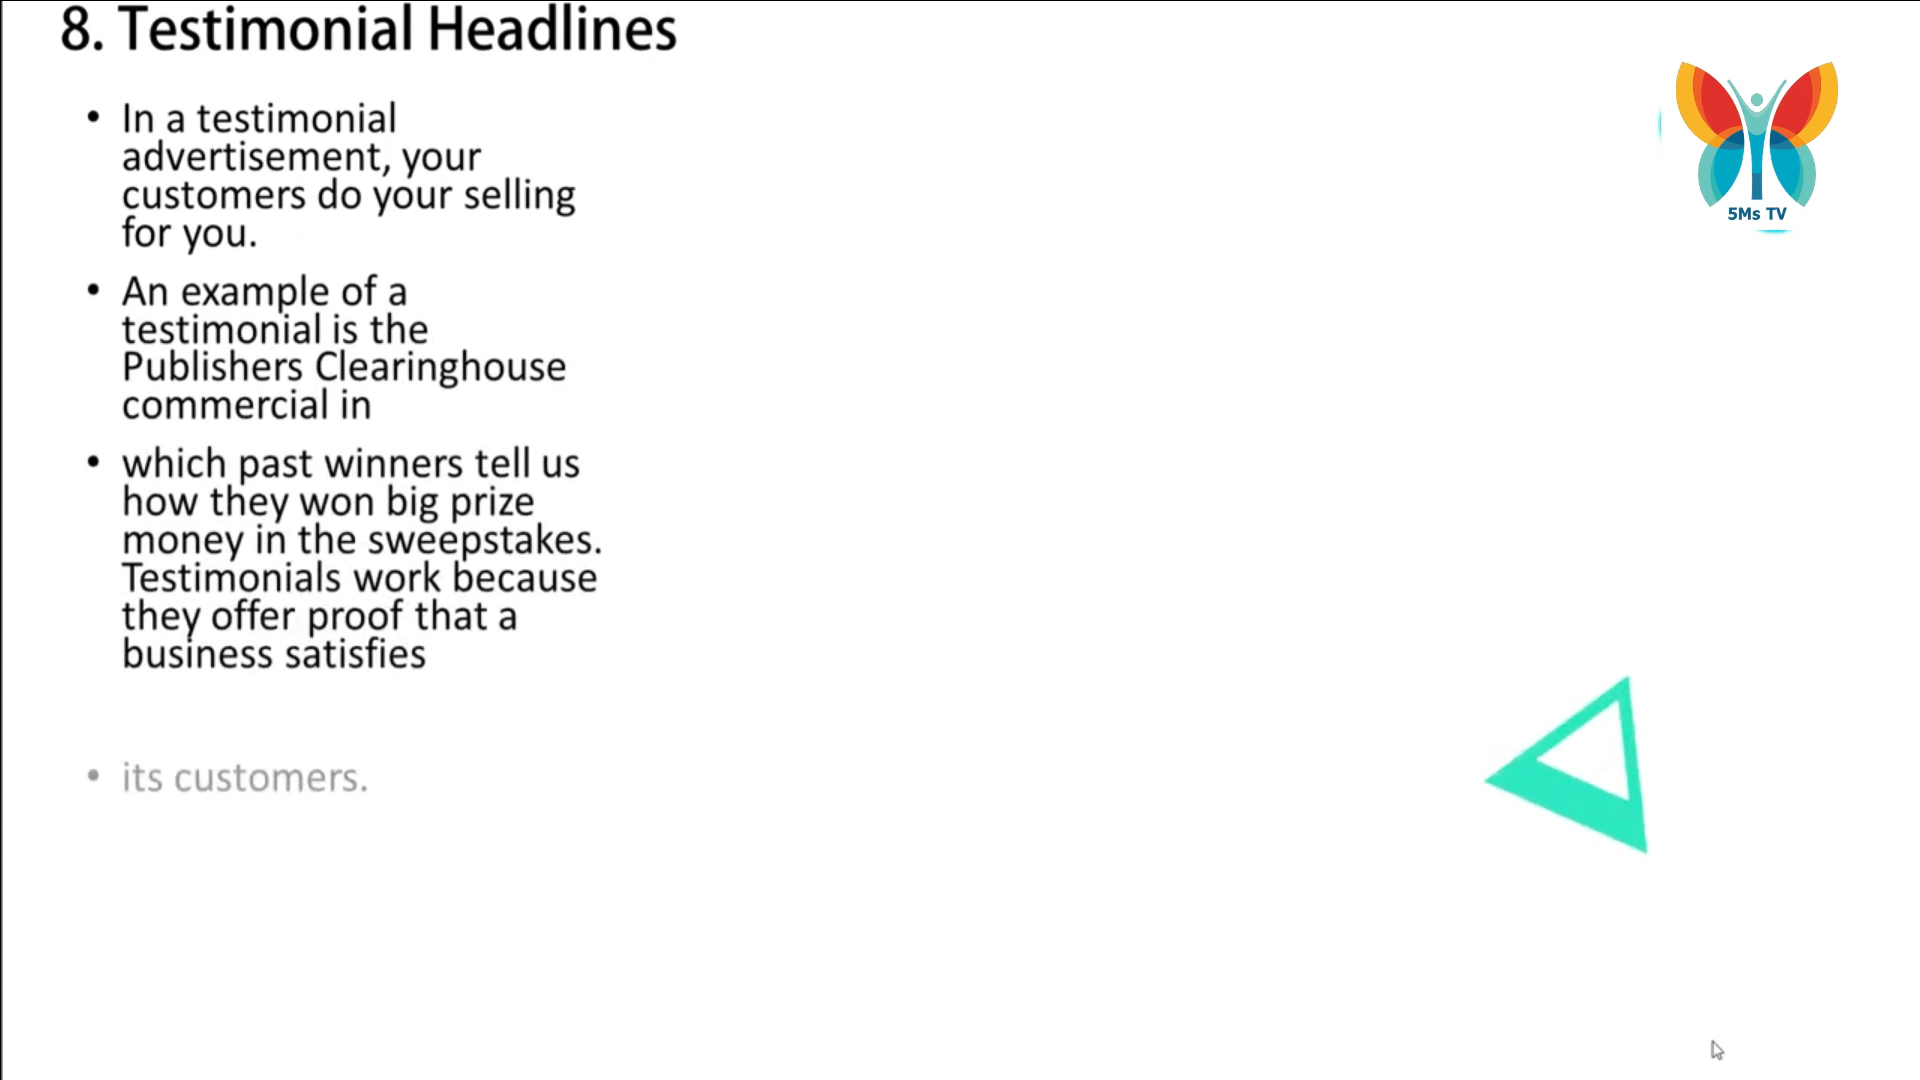 8. Testimonial Headlines
• In a testimonial
advertisement, your
customers do your selling
for you.
• An example of a
testimonial is the
Publishers Clearinghouse
commercial in
• which past winners tell us
how they won big prize
money in the sweepstakes.
Testimonials work because
they offer proof that a
business satisfies
• its customers.
5Ms TV